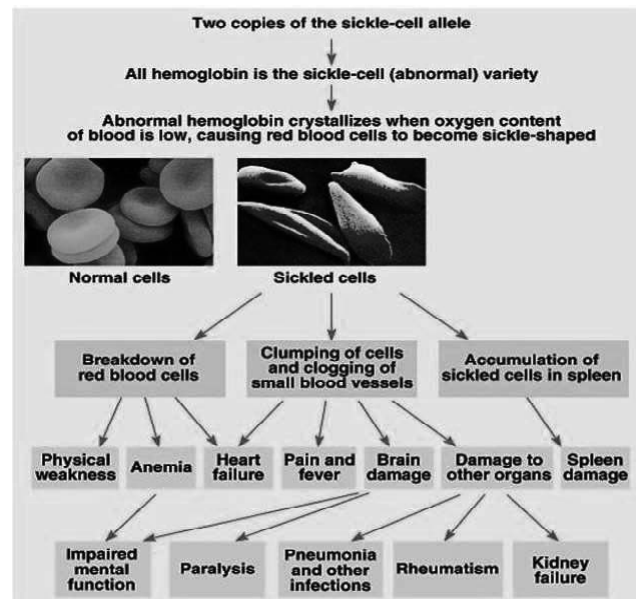 Two copies of the sickle-cell allele
All hemoglobin is the sickle-cell (abnormal) variety
Abnormal hemoglobin crystallizes when oxygen content
of blood is low, causing red blood cells to become sickle-shaped
Normal cells
Sickled cells
Breakdown of
red blood cells
Clumping of cells
and clogging of
small blood vessels
Accumulation of
sickled cells in spleen
Physical
weakness
Anemia
Heart
failure
Pain and
fever
Brain
damage
Damage to
other organs
Spleen
damage
Impaired
mental
function
Paralysis
Pneumonia
and other
infections
Rheumatism
Kidney
failure